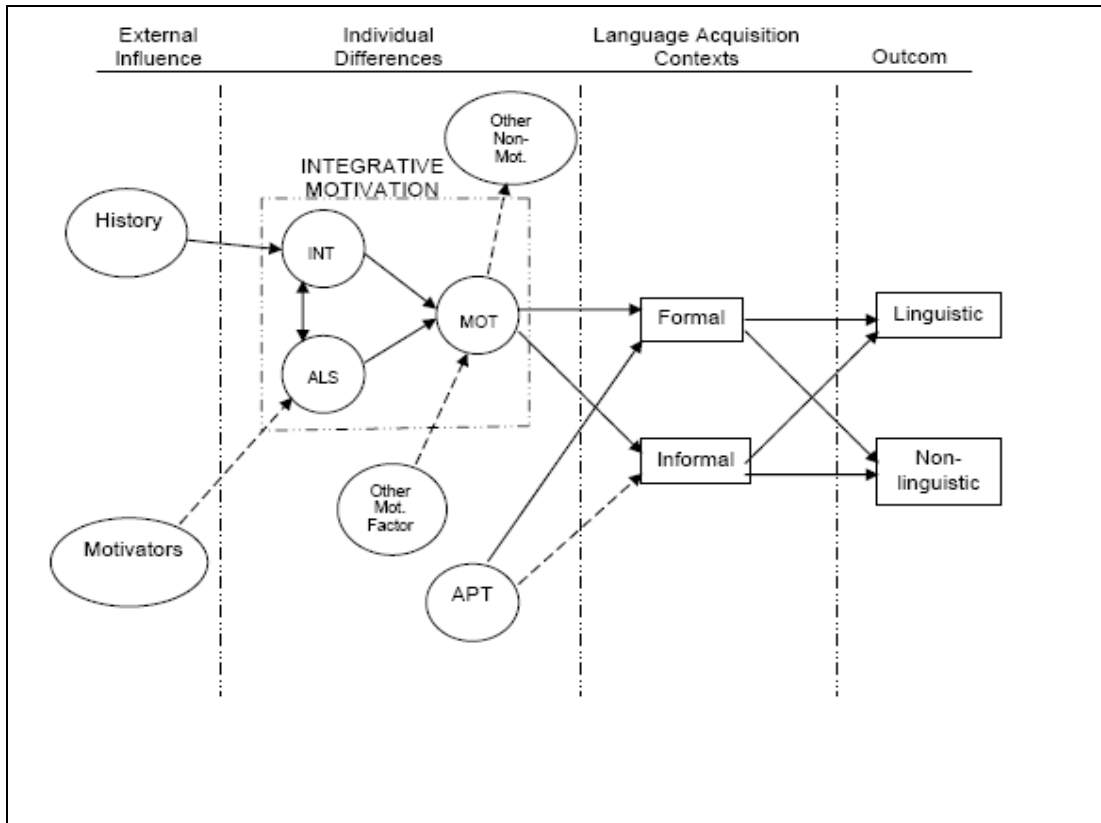 External
Influence
Individual
Differences
Language Acquisition
Contexts
Outcom
Other
Non-
Mot.
INTEGRATIVE
MOTIVATION
History
INT
MOT
ALS
Formal
Linguistic
Informal
Non-
linguistic
Other
Mot.
Factor
Motivators
APT